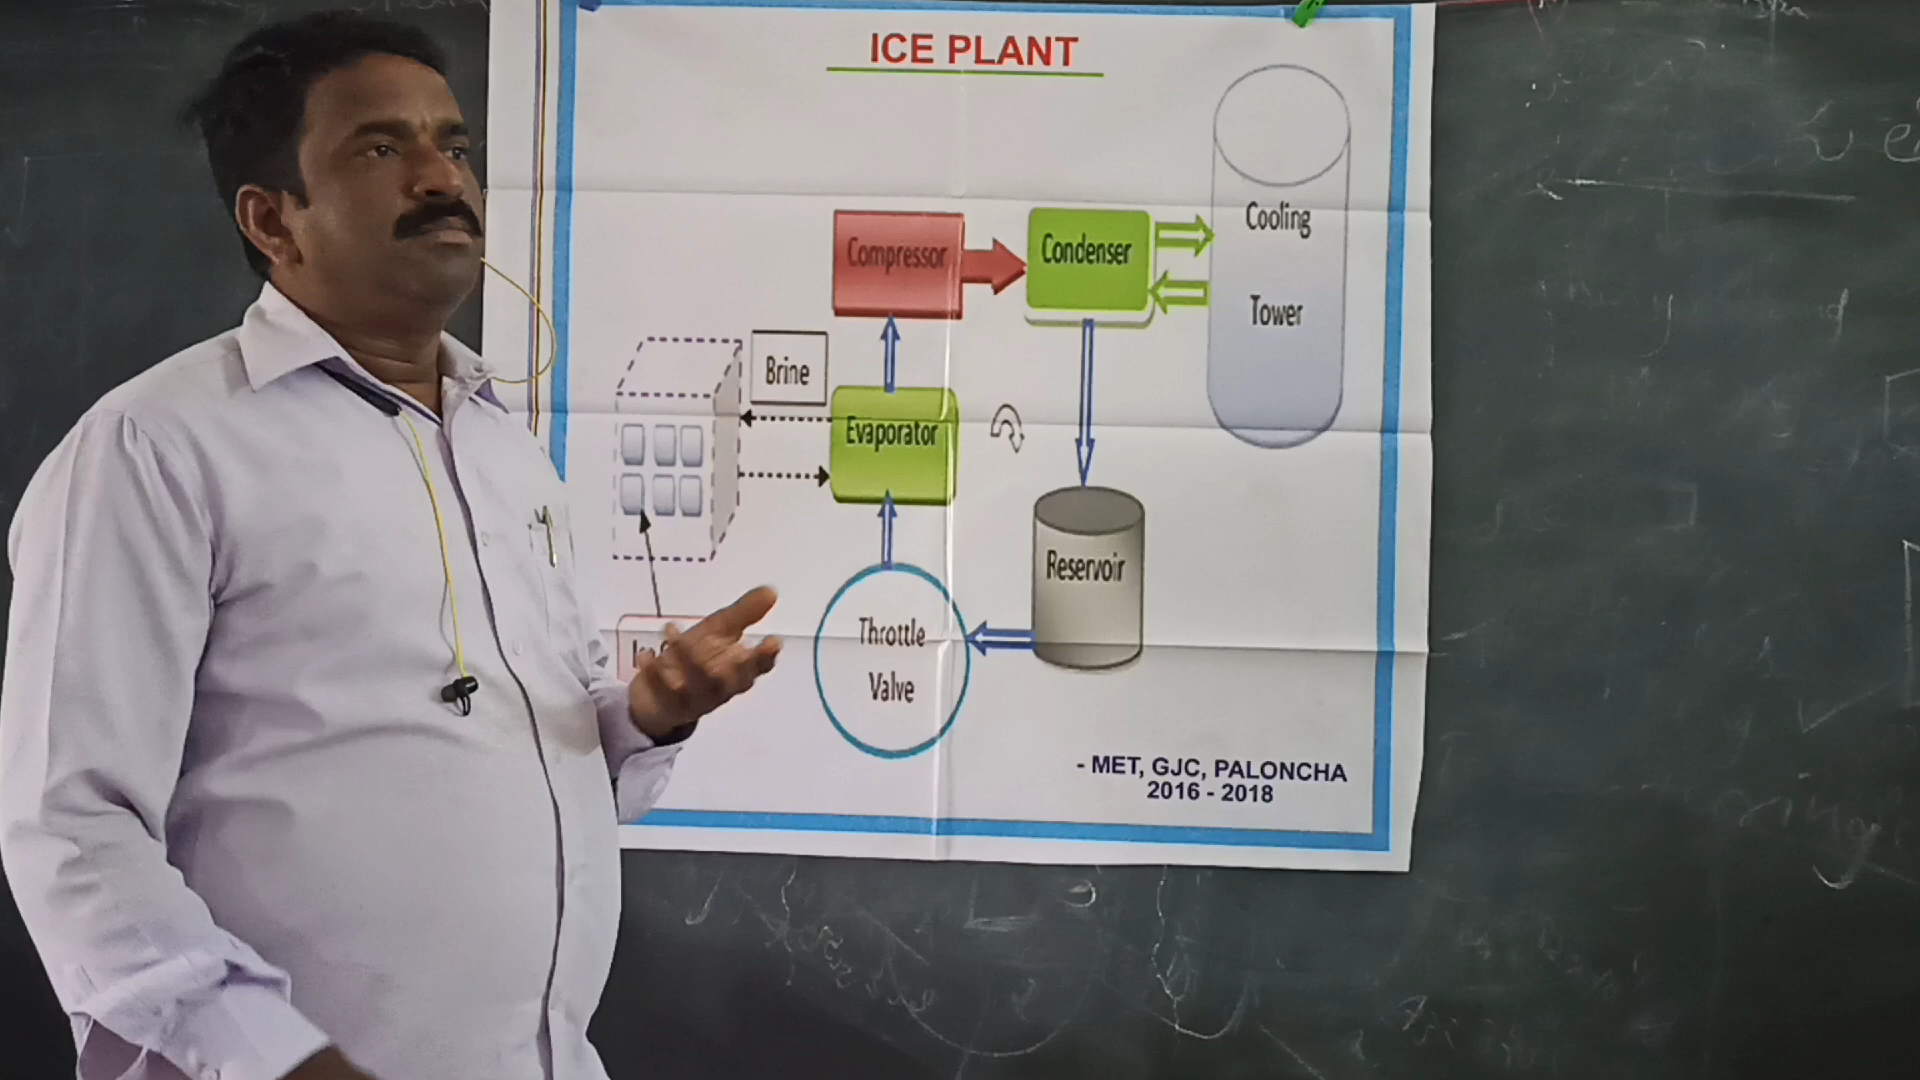 ICE PLANT
Cooling
Tower
Compressor
Condenser
Brine
Evaporator
Reservoir
Throttle
Valve
- MET, GJC, PALONCHA
2016 - 2018